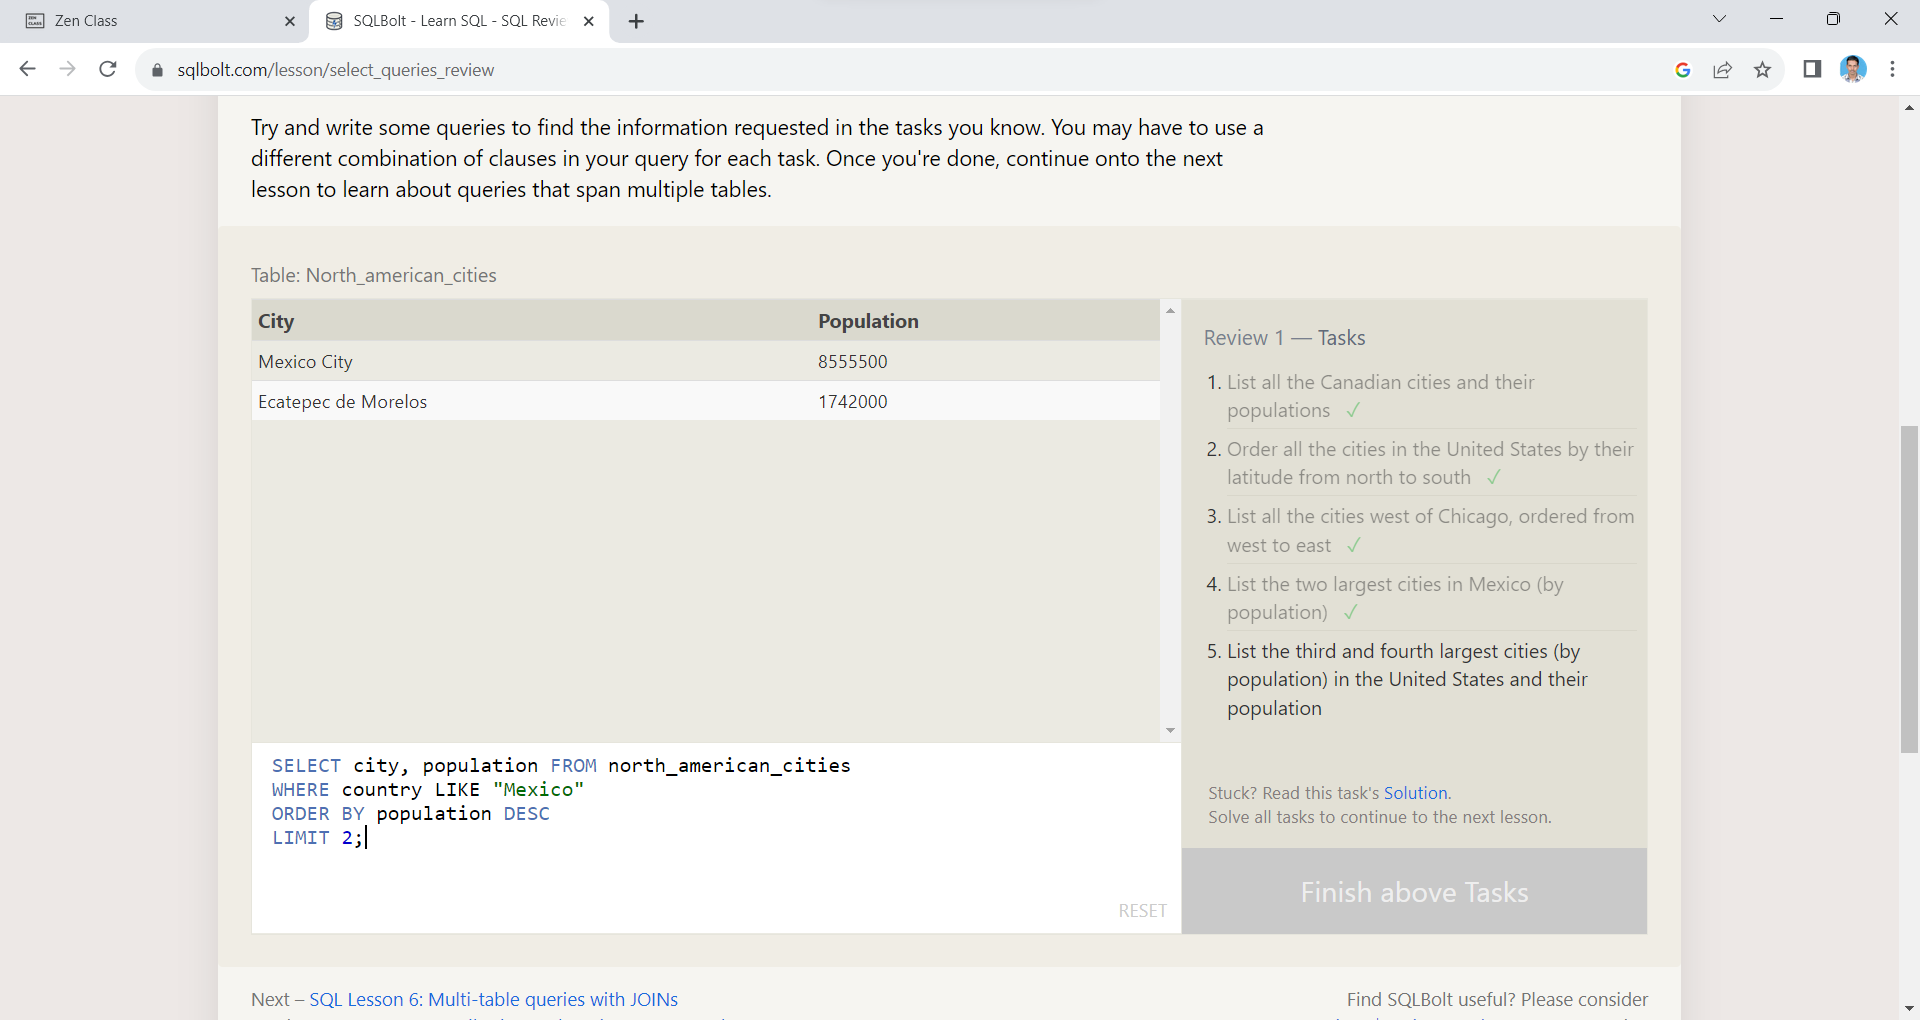 Zen Class
SQLBolt - Learn SQL - SQL Revie
sqlbolt.com/lesson/select_queries_review
Try and write some queries to find the information requested in the tasks you know. You may have to use a
different combination of clauses in your query for each task. Once you're done, continue onto the next
lesson to learn about queries that span multiple tables.
Table: North_american_cities
City Population
Mexico City 8555500
Ecatepec de Morelos 1742000
SELECT city, population FROM north_american_cities
WHERE country LIKE "Mexico"
ORDER BY population DESC
LIMIT 2;
RESET
Review 1 — Tasks
1. List all the Canadian cities and their
populations ✓
2. Order all the cities in the United States by their
latitude from north to south ✓
3. List all the cities west of Chicago, ordered from
west to east ✓
4. List the two largest cities in Mexico (by
population) ✓
5. List the third and fourth largest cities (by
population) in the United States and their
population
Stuck? Read this task's Solution.
Solve all tasks to continue to the next lesson.
Finish above Tasks
Next – SQL Lesson 6: Multi-table queries with JOINs
Find SQLBolt useful? Please consider